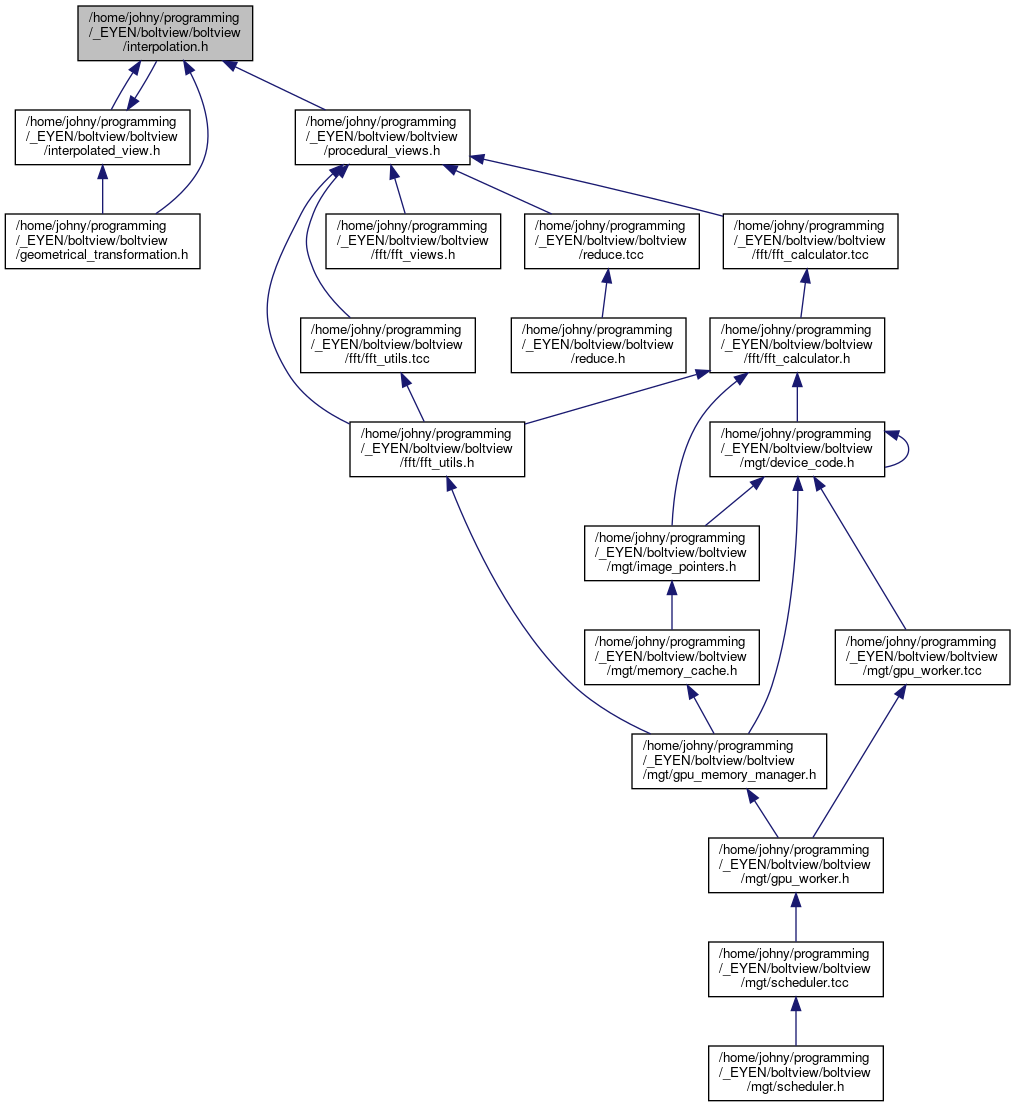 /home/johny/programming
/_EYEN/boltview/boltview
/interpolation.h
/home/johny/programming
/_EYEN/boltview/boltview
/interpolated_view.h
/home/johny/programming
/_EYEN/boltview/boltview
/procedural_views.h
/home/johny/programming
/_EYEN/boltview/boltview
/geometrical_transformation.h
/home/johny/programming
/_EYEN/boltview/boltview
/fft/fft_views.h
/home/johny/programming
/_EYEN/boltview/boltview
/reduce.tcc
/home/johny/programming
/_EYEN/boltview/boltview
/fft/fft_calculator.tcc
/home/johny/programming
/_EYEN/boltview/boltview
/fft/fft_utils.tcc
/home/johny/programming
/_EYEN/boltview/boltview
/reduce.h
/home/johny/programming
/_EYEN/boltview/boltview
/fft/fft_calculator.h
/home/johny/programming
/_EYEN/boltview/boltview
/fft/fft_utils.h
/home/johny/programming
/_EYEN/boltview/boltview
/mgt/device_code.h
/home/johny/programming
/_EYEN/boltview/boltview
/mgt/image_pointers.h
/home/johny/programming
/_EYEN/boltview/boltview
/mgt/memory_cache.h
/home/johny/programming
/_EYEN/boltview/boltview
/mgt/gpu_worker.tcc
/home/johny/programming
/_EYEN/boltview/boltview
/mgt/gpu_memory_manager.h
/home/johny/programming
/_EYEN/boltview/boltview
/mgt/gpu_worker.h
/home/johny/programming
/_EYEN/boltview/boltview
/mgt/scheduler.tcc
/home/johny/programming
/_EYEN/boltview/boltview
/mgt/scheduler.h